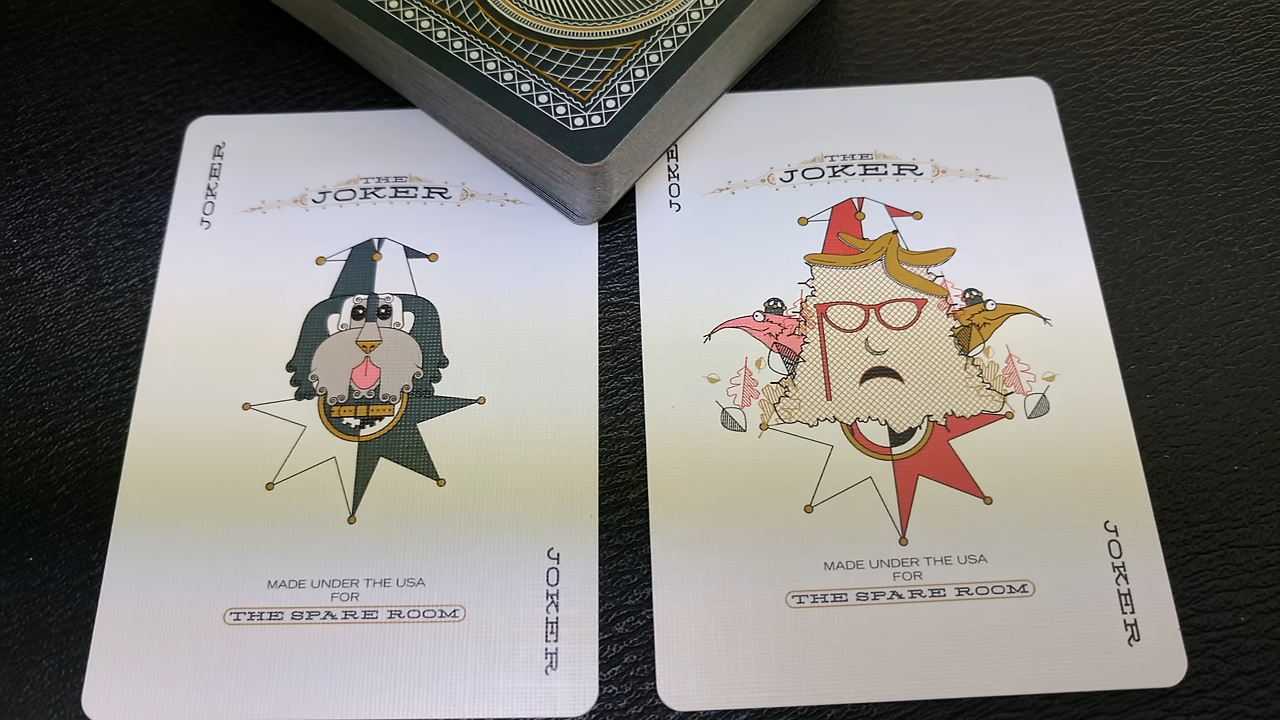 JOKER
THE
JOKER
MADE UNDER THE USA
FOR
THE SPARE ROOM
JOKER
JOKER
THE
JOKER
MADE UNDER THE USA
FOR
THE SPARE ROOM
JOKER